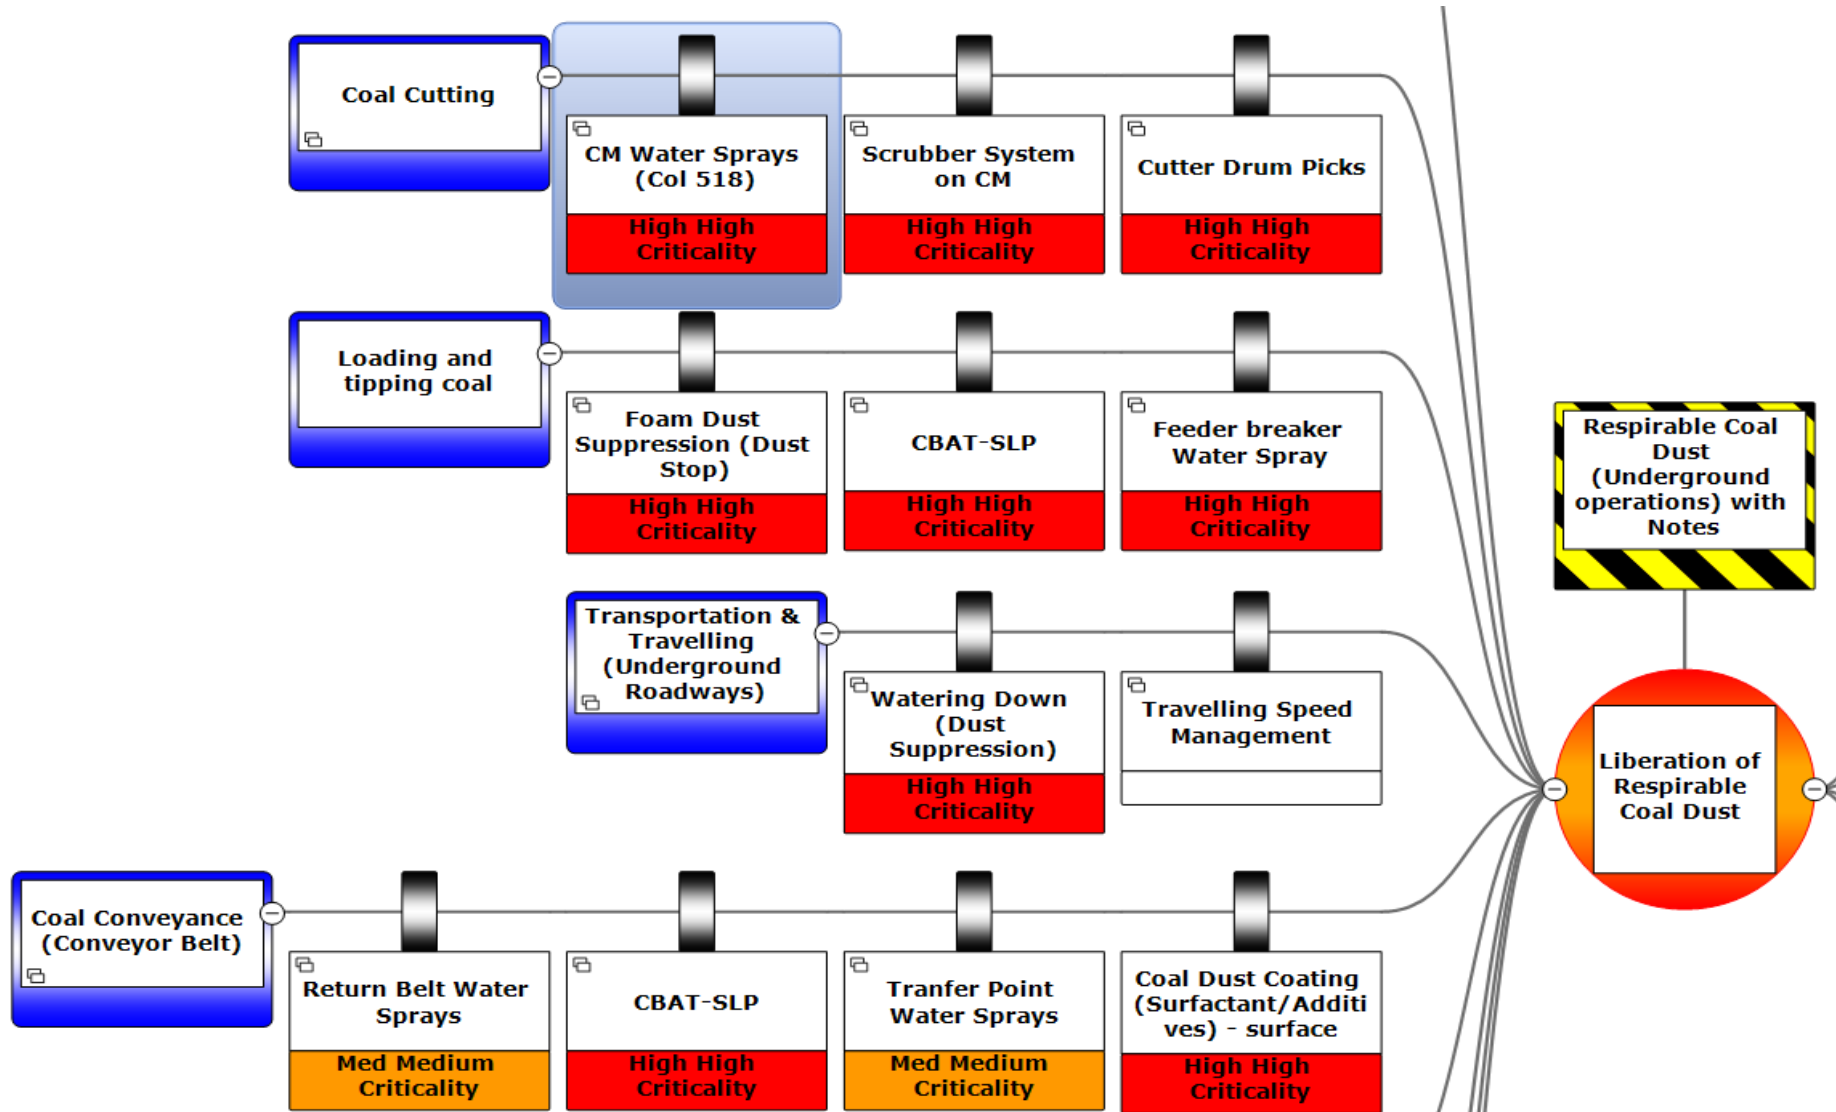 Coal Cutting
CM Water Sprays
(Col 518)
High High
Criticality
Scrubber System
on CM
High High
Criticality
Cutter Drum Picks
High High
Criticality
Loading and
tipping coal
Foam Dust
Suppression (Dust
Stop)
High High
Criticality
CBAT-SLP
High High
Criticality
Feeder breaker
Water Spray
High High
Criticality
Respirable Coal
Dust
(Underground
operations) with
Notes
Transportation &
Travelling
(Underground
Roadways)
Watering Down
(Dust
Suppression)
High High
Criticality
Travelling Speed
Management
Liberation of
Respirable
Coal Dust
Coal Conveyance
(Conveyor Belt)
Return Belt Water
Sprays
Med Medium
Criticality
CBAT-SLP
High High
Criticality
Tranfer Point
Water Sprays
Med Medium
Criticality
Coal Dust Coating
(Surfactant/Additi
ves) - surface
High High
Criticality